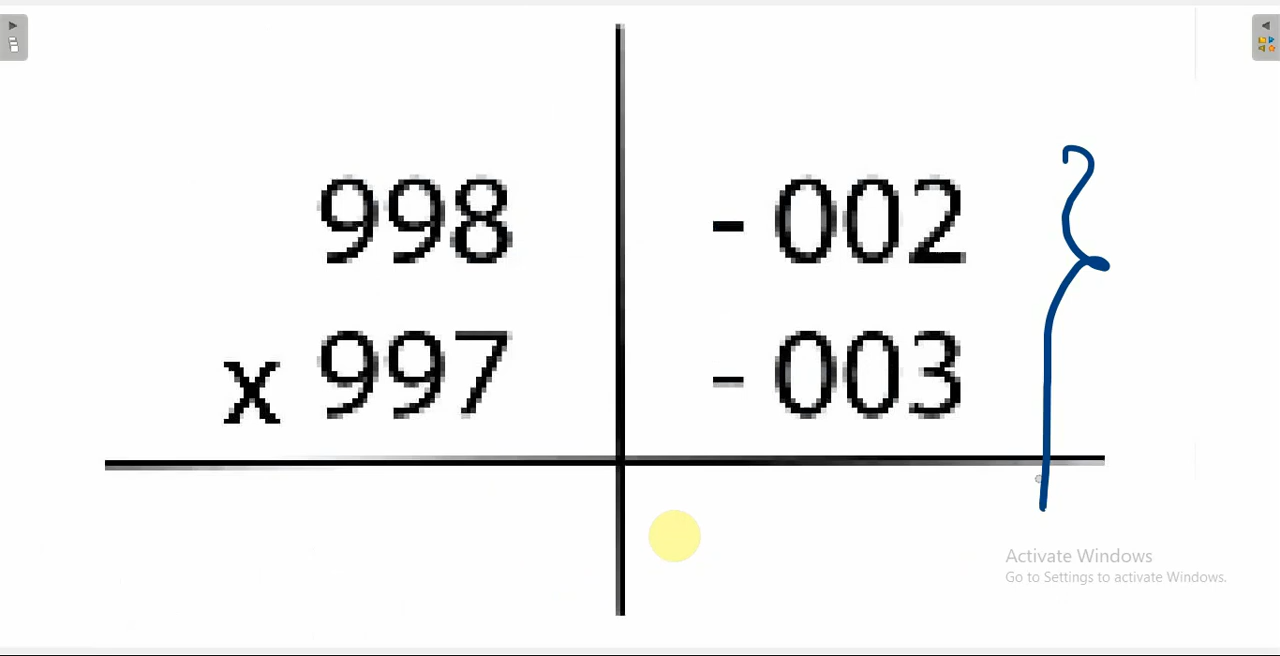 998 - 002
x 997 - 003
Activate Windows
Go to Settings to activate Windows.